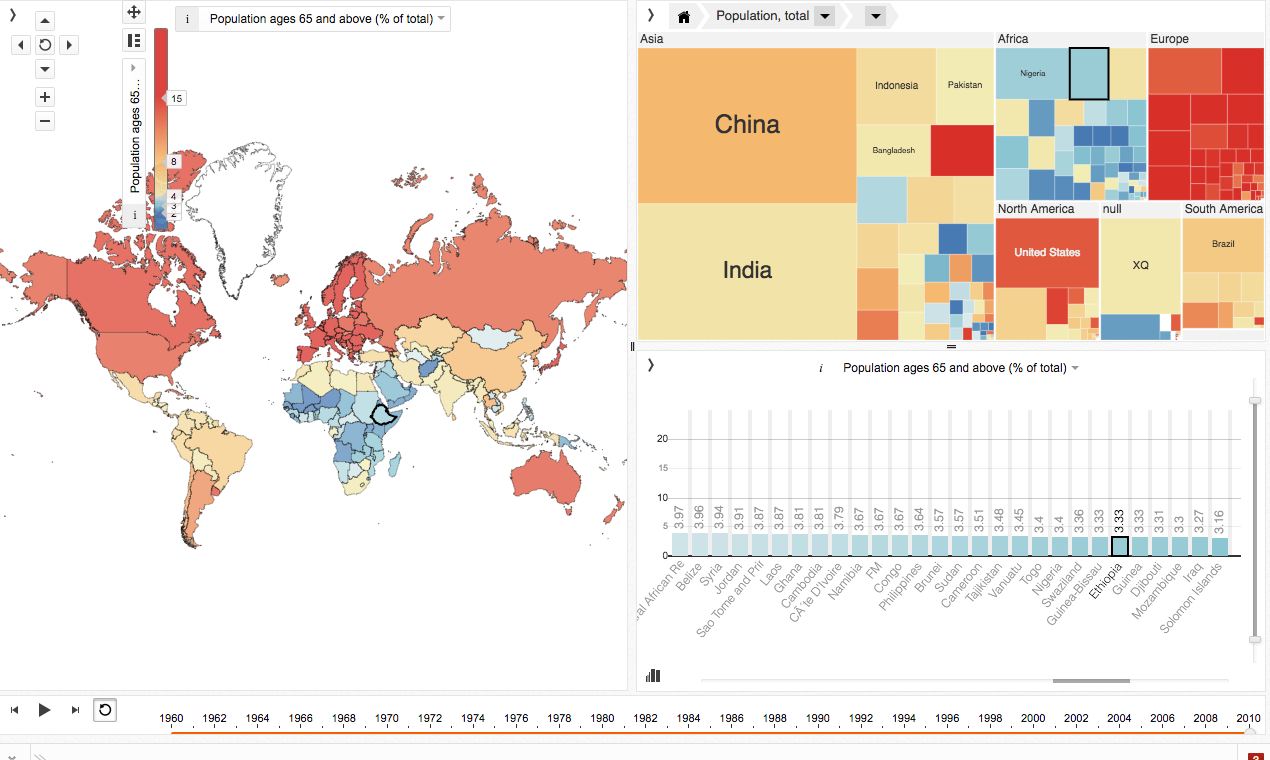 i Population ages 65 and above (% of total)
Population ages 65...
i
15
8
4
3
2
Population, total
Asia
Africa
Europe
China
Indonesia
Pakistan
Nigeria
Bangladesh
India
North America
null
South America
United States
XQ
Brazil
i Population ages 65 and above (% of total)
20
15
10
5
0
3.97 3.96 3.94 3.91 3.87 3.87 3.81 3.81 3.79 3.67 3.67 3.67 3.64 3.57 3.57 3.51 3.48 3.45 3.4 3.4 3.36 3.33 3.33 3.33 3.31 3.3 3.27 3.16
al African Re
Belize
Syria
Jordan
Sao Tome and Prir
Laos
Ghana
Cambodia
CÃ´te D'Ivoire
Namibia
FM
Congo
Philippines
Brunei
Sudan
Cameroon
Tajikistan
Vanuatu
Togo
Nigeria
Swaziland
Guinea-Bissau
Ethiopia
Guinea
Djibouti
Mozambique
Iraq
Solomon Islands
1960 1962 1964 1966 1968 1970 1972 1974 1976 1978 1980 1982 1984 1986 1988 1990 1992 1994 1996 1998 2000 2002 2004 2006 2008 2010